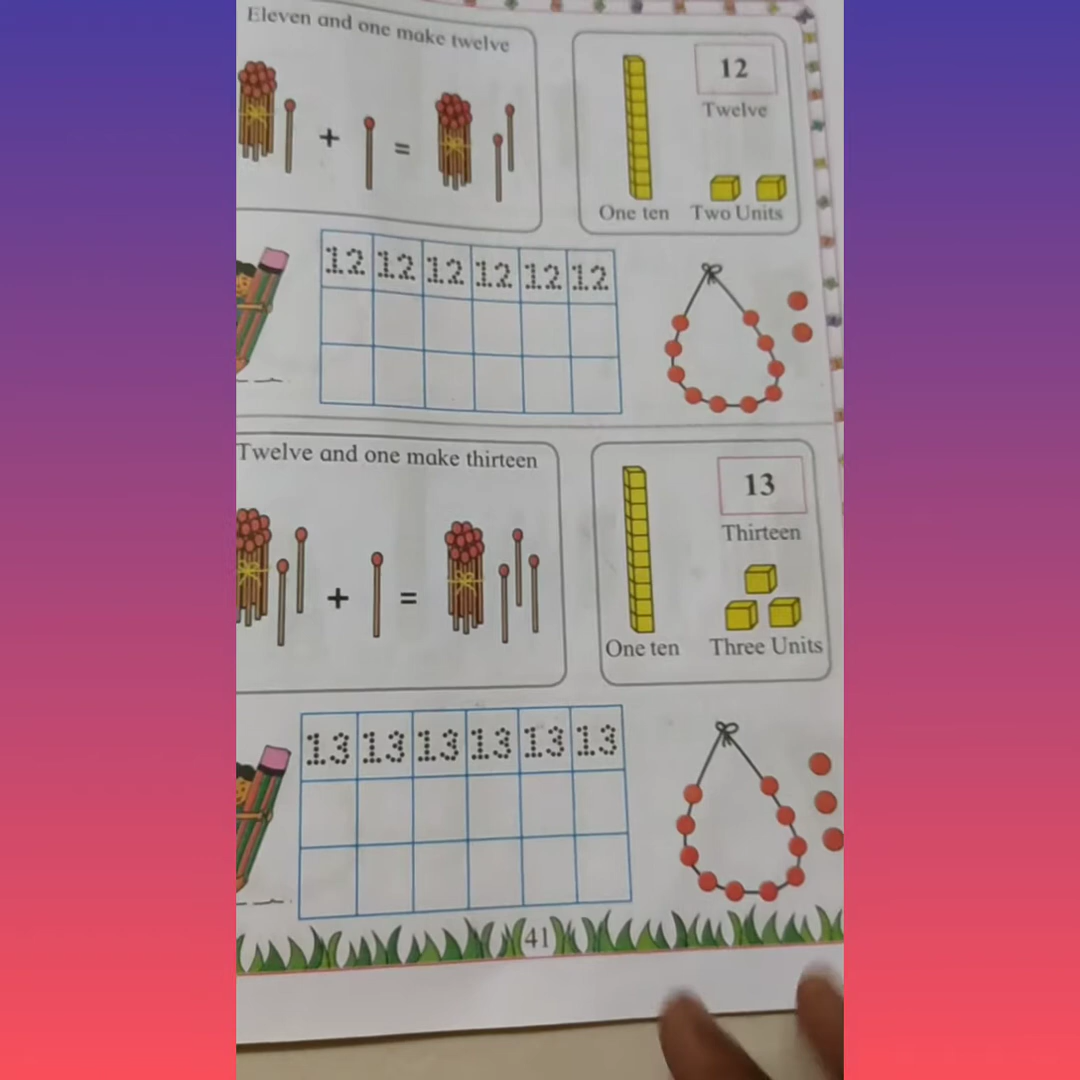 Eleven and one make twelve
+ =
12
Twelve
One ten Two Units
12 12 12 12 12 12
Twelve and one make thirteen
+ =
13
Thirteen
One ten Three Units
13 13 13 13 13 13
41